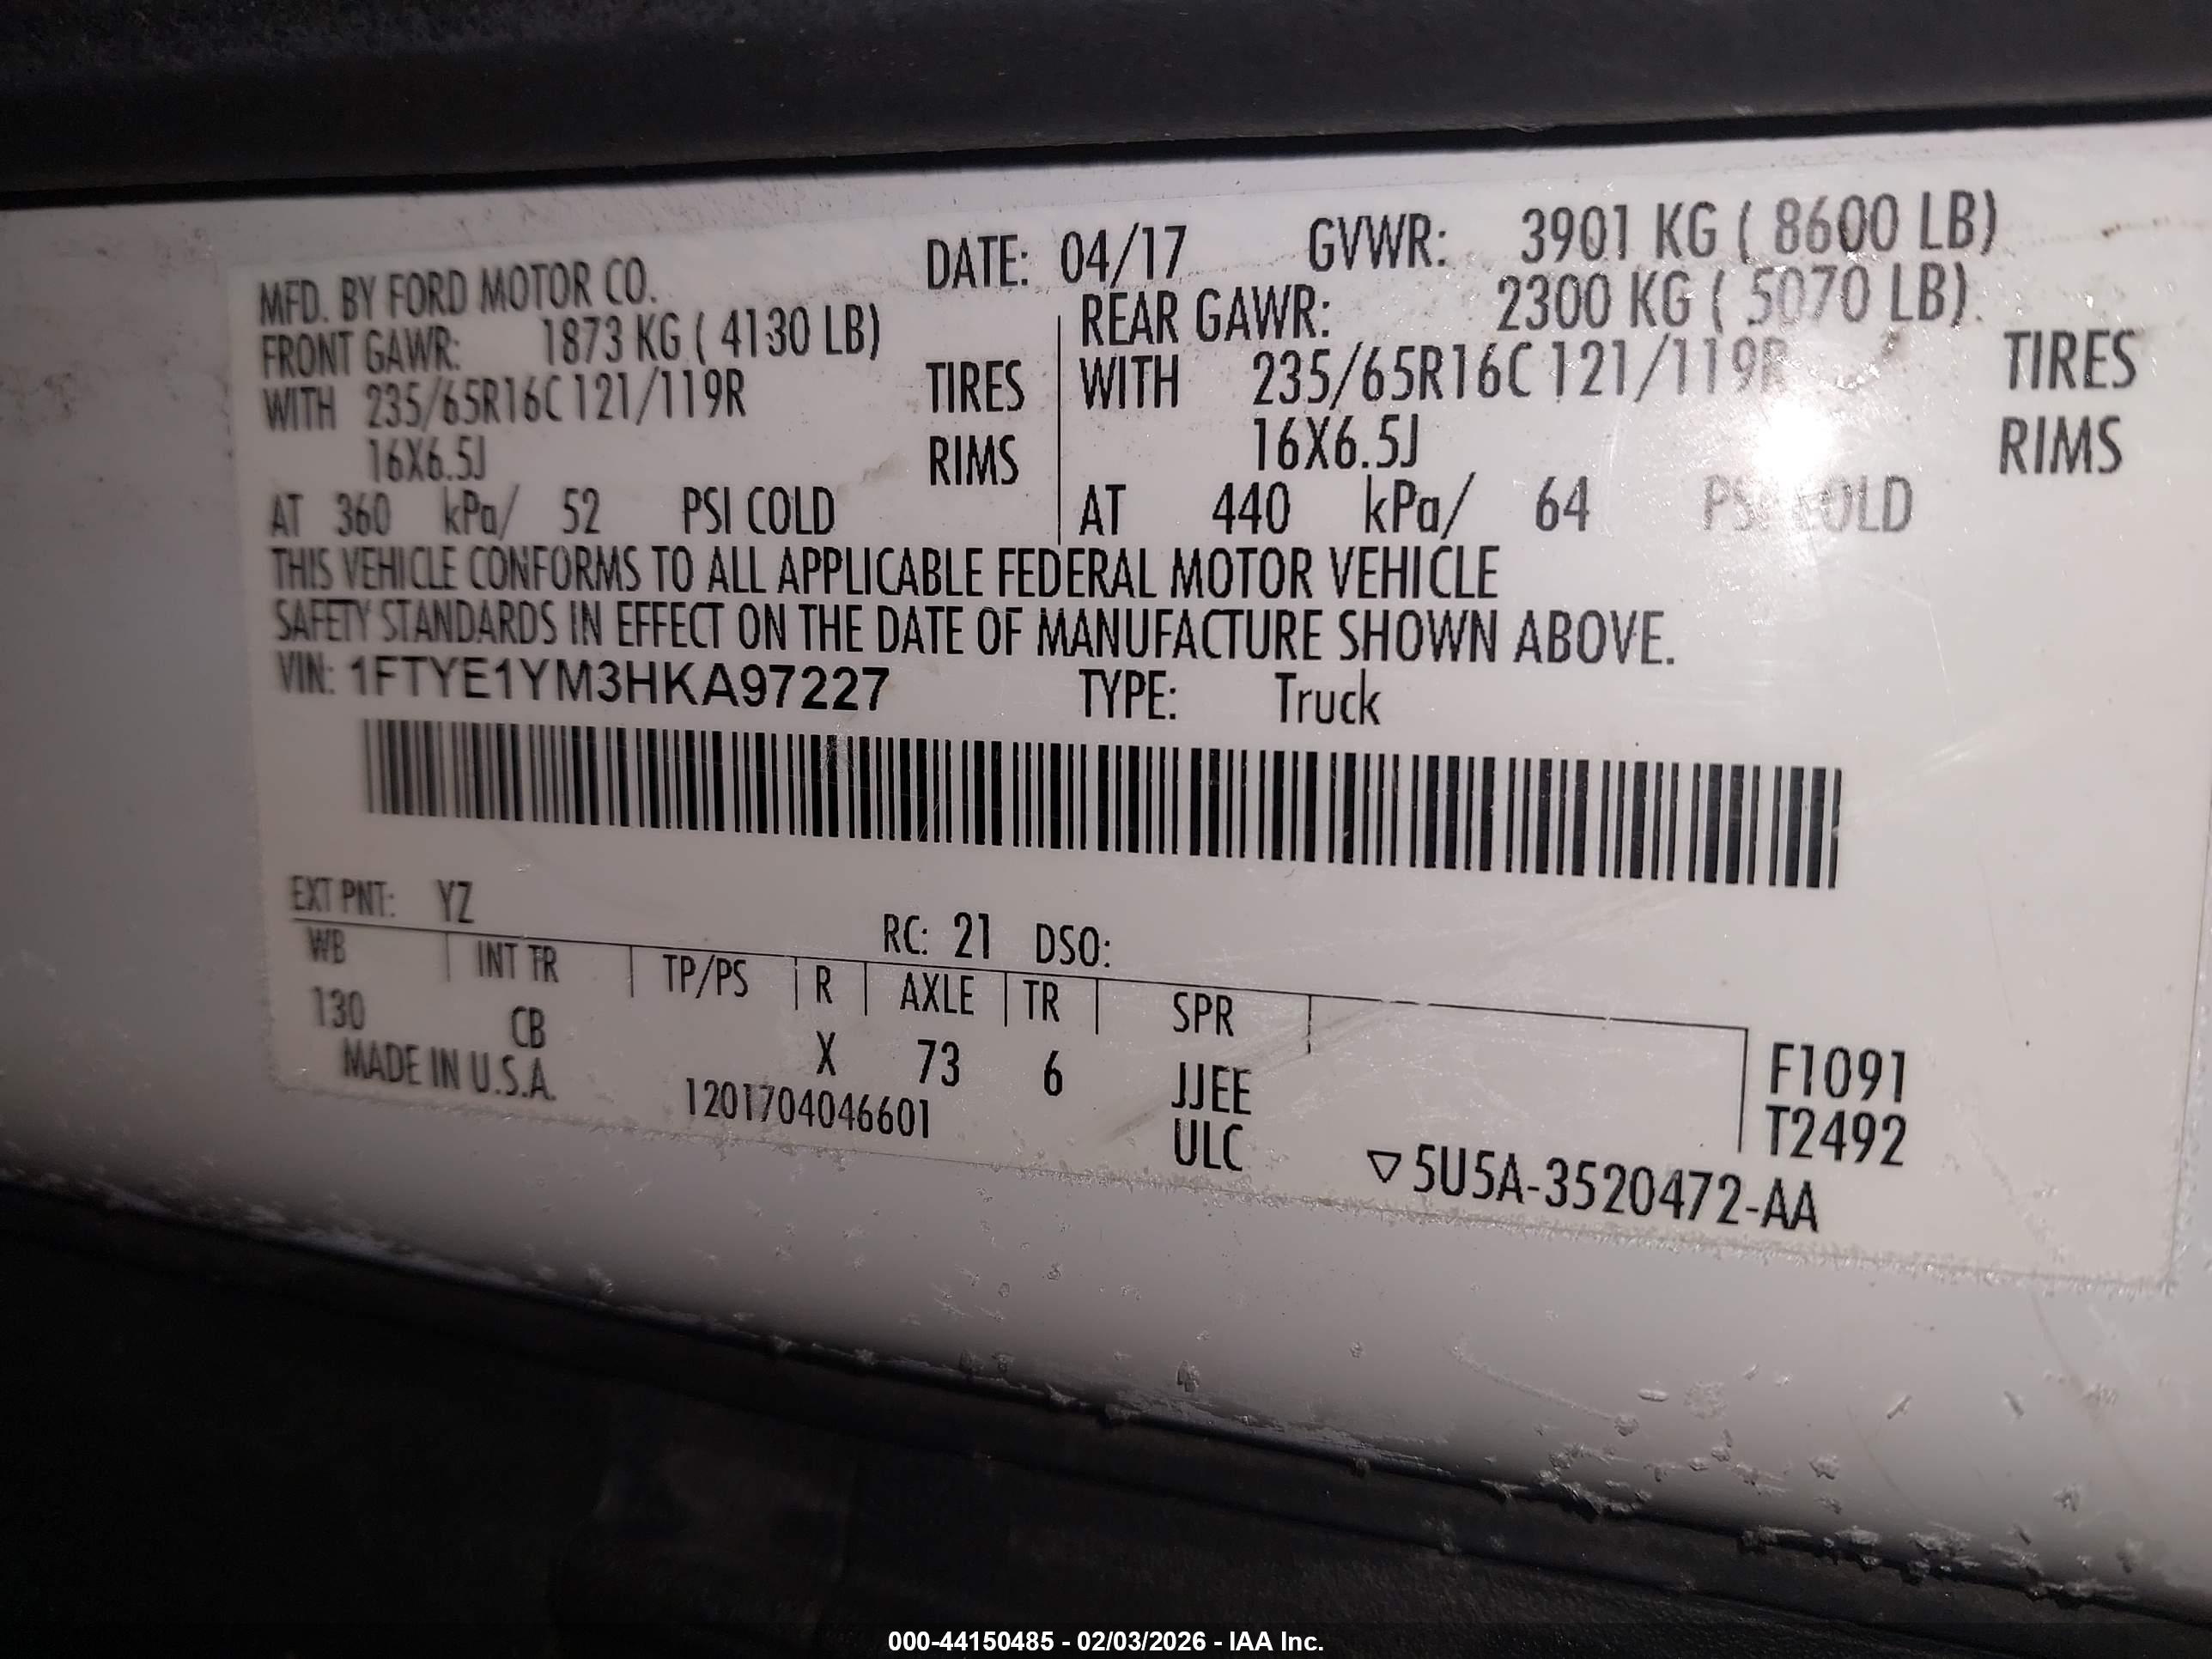 MFD. BY FORD MOTOR CO. DATE: 04/17 GVWR: 3901 KG ( 8600 LB)
FRONT GAWR: 1873 KG ( 4130 LB) REAR GAWR: 2300 KG ( 5070 LB)
WITH 235/65R16C 121/119R TIRES WITH 235/65R16C 121/119R TIRES
16X6.5J RIMS 16X6.5J RIMS
AT 360 kPa/ 52 PSI COLD AT 440 kPa/ 64 PSI COLD
THIS VEHICLE CONFORMS TO ALL APPLICABLE FEDERAL MOTOR VEHICLE
SAFETY STANDARDS IN EFFECT ON THE DATE OF MANUFACTURE SHOWN ABOVE.
VIN: 1FTYE1YM3HKA97227 TYPE: Truck
EXT PNT: YZ RC: 21 DSO:
WB INT TR TP/PS R AXLE TR SPR
130 CB X 73 6 JJEE F1091
MADE IN U.S.A. 1201704046601 ULC T2492
▽5U5A-3520472-AA
000-44150485 - 02/03/2026 - IAA Inc.